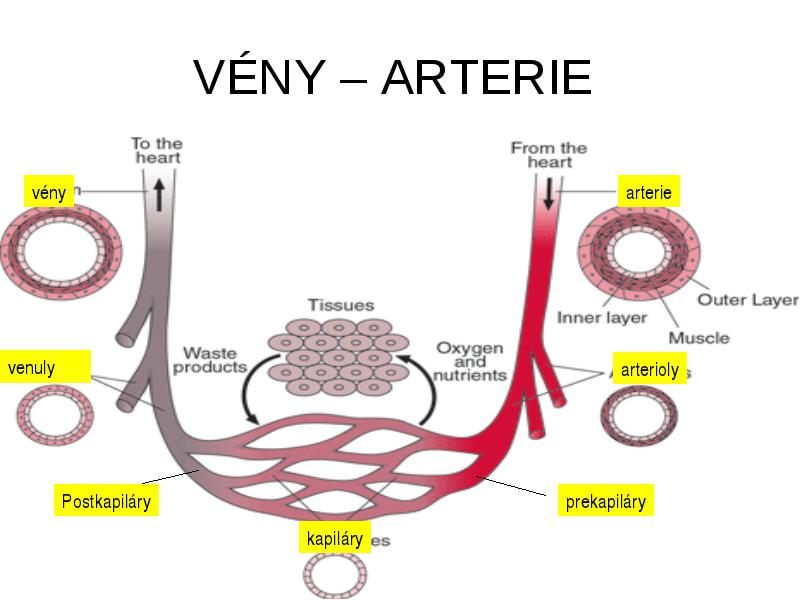 VÉNY – ARTERIE
To the
heart
From the
heart
vény
arterie
Outer Layer
Inner layer
Muscle
Tissues
Waste
products
Oxygen
and
nutrients
venuly
arterioly
Postkapiláry
prekapiláry
kapiláry